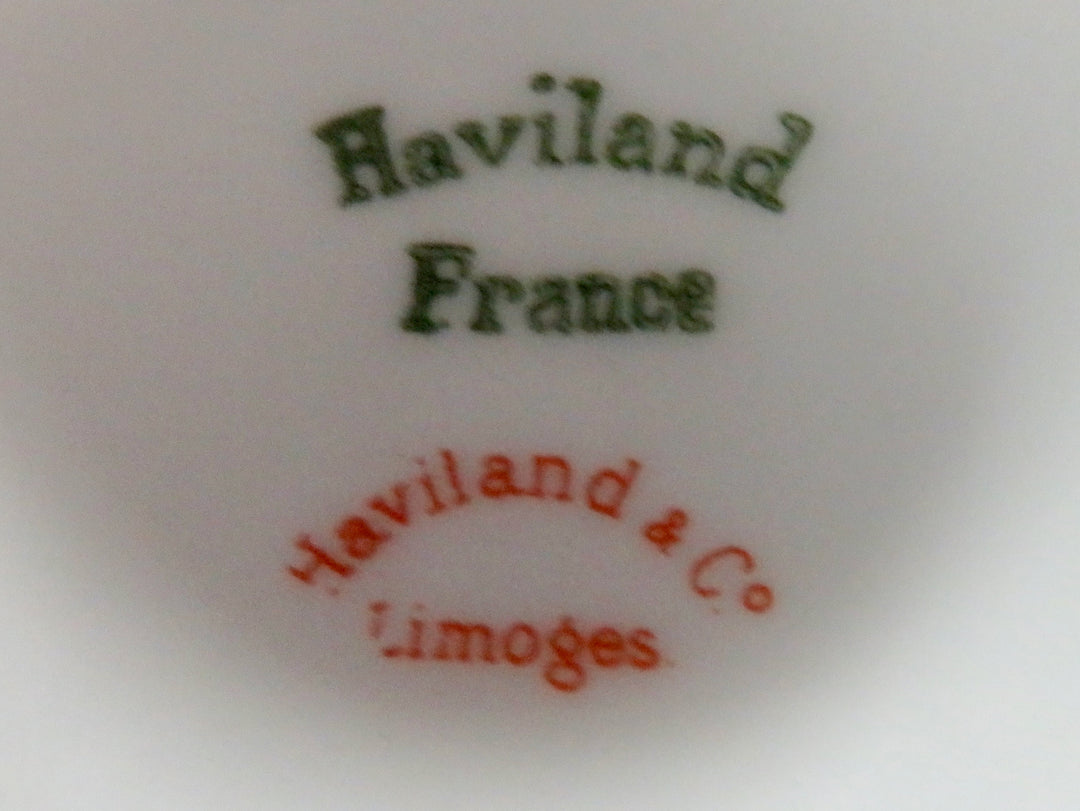 Haviland
France
Haviland & Co
Limoges.